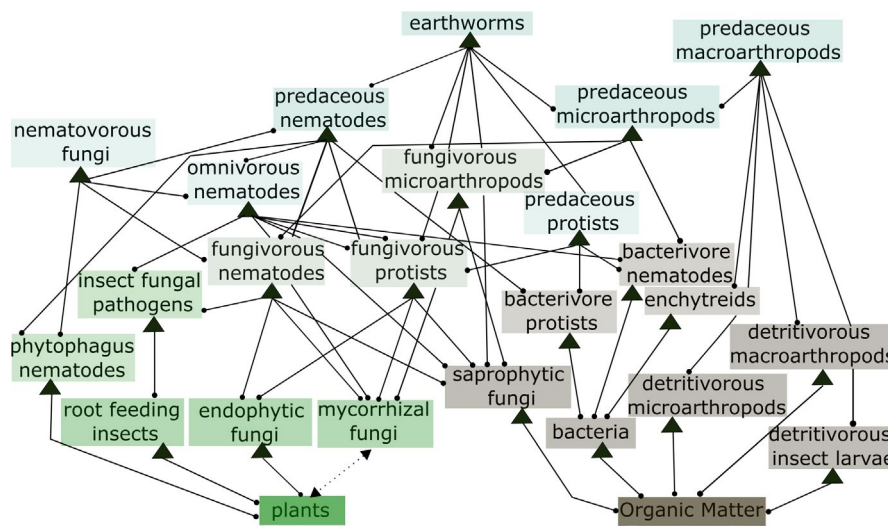 earthworms
predaceous
macroarthropods
predaceous
nematodes
predaceous
microarthropods
nematovorous
fungi
omnivorous
nematodes
fungivorous
microarthropods
predaceous
protists
fungivorous
nematodes
fungivorous
protists
bacterivore
nematodes
insect fungal
pathogens
bacterivore
protists
enchytreids
phytophagus
nematodes
detritivorous
macroarthropods
saprophytic
fungi
detritivorous
microarthropods
root feeding
insects
endophytic
fungi
mycorrhizal
fungi
bacteria
detritivorous
insect larvae
plants
Organic Matter